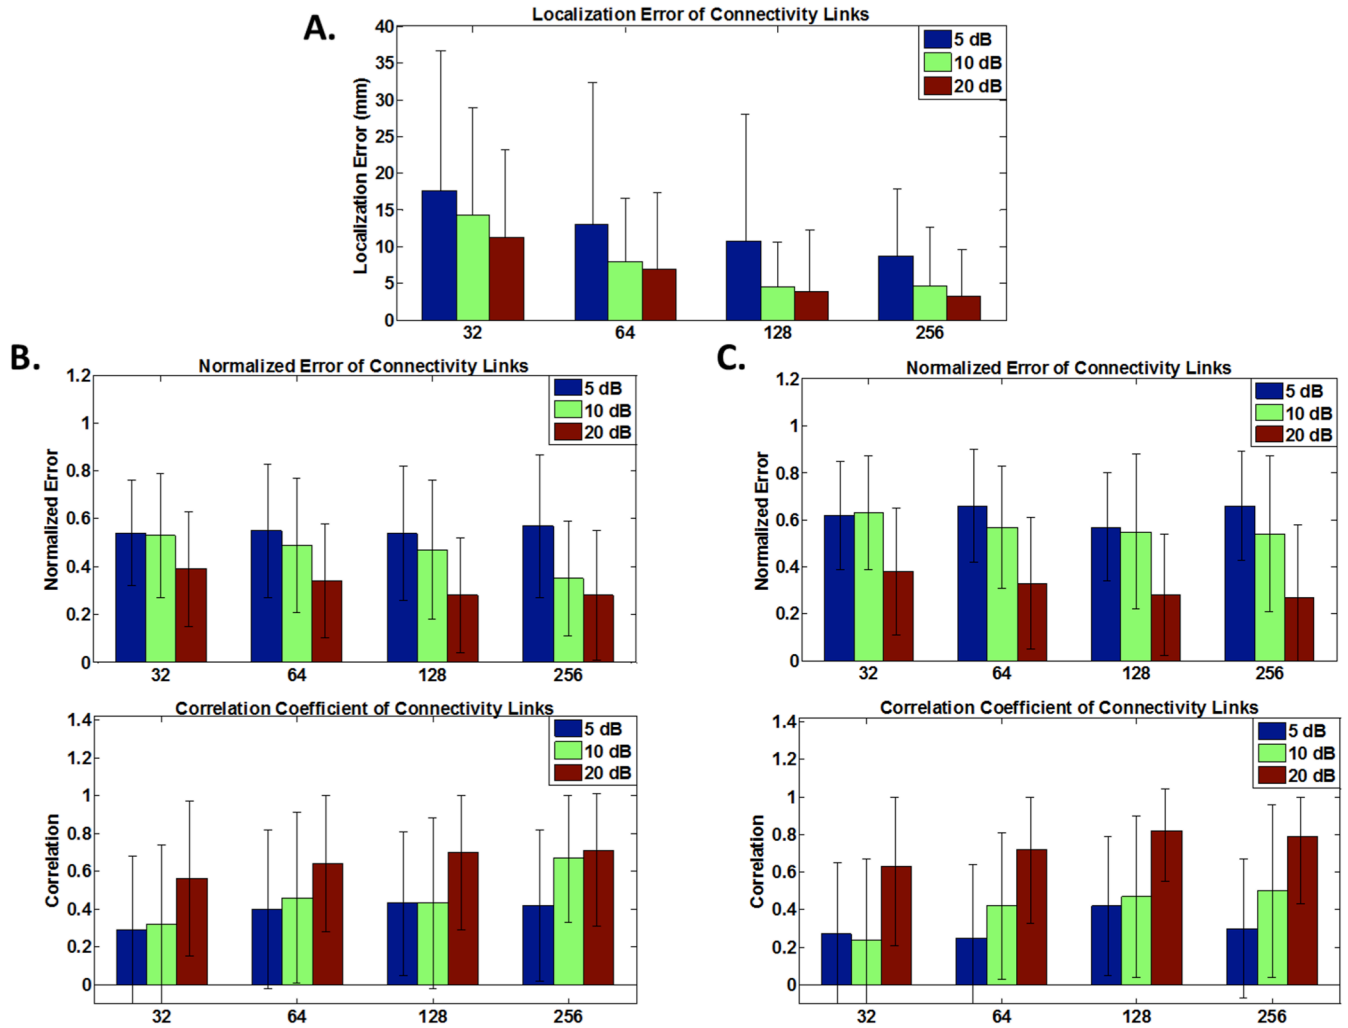 A.
Localization Error of Connectivity Links
Localization Error (mm)
40
35
30
25
20
15
10
5
0
5 dB
10 dB
20 dB
32 64 128 256
B.
Normalized Error of Connectivity Links
Normalized Error
1.2
1
0.8
0.6
0.4
0.2
0
5 dB
10 dB
20 dB
32 64 128 256
Correlation Coefficient of Connectivity Links
Correlation
1.4
1.2
1
0.8
0.6
0.4
0.2
0
5 dB
10 dB
20 dB
32 64 128 256
C.
Normalized Error of Connectivity Links
Normalized Error
1.2
1
0.8
0.6
0.4
0.2
0
5 dB
10 dB
20 dB
32 64 128 256
Correlation Coefficient of Connectivity Links
Correlation
1.4
1.2
1
0.8
0.6
0.4
0.2
0
5 dB
10 dB
20 dB
32 64 128 256